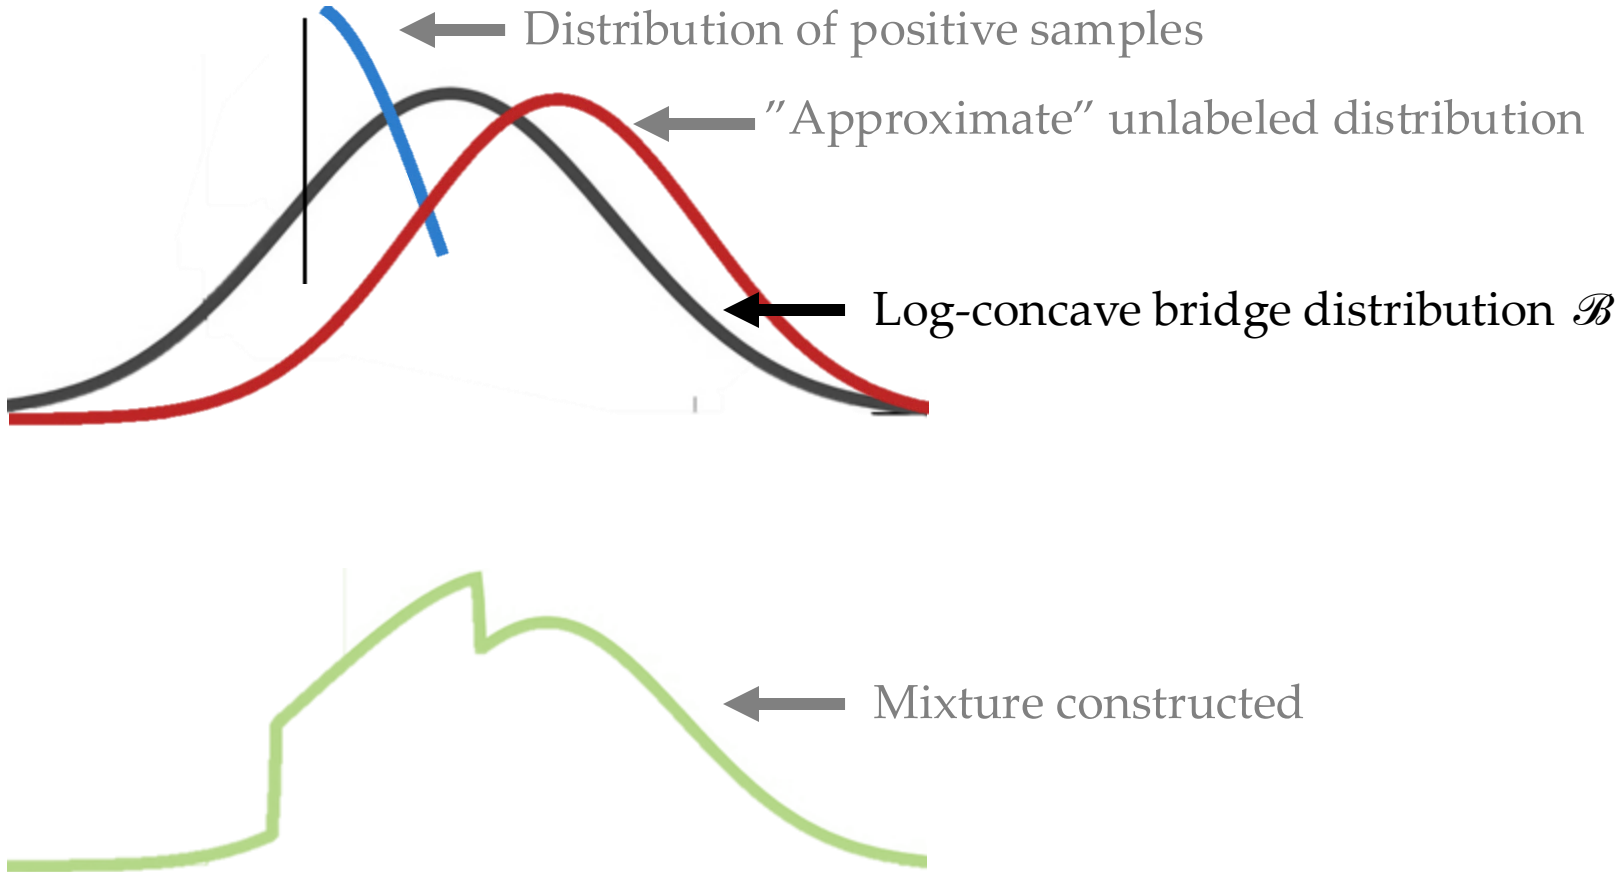 Distribution of positive samples
”Approximate” unlabeled distribution
Log-concave bridge distribution ℬ
Mixture constructed